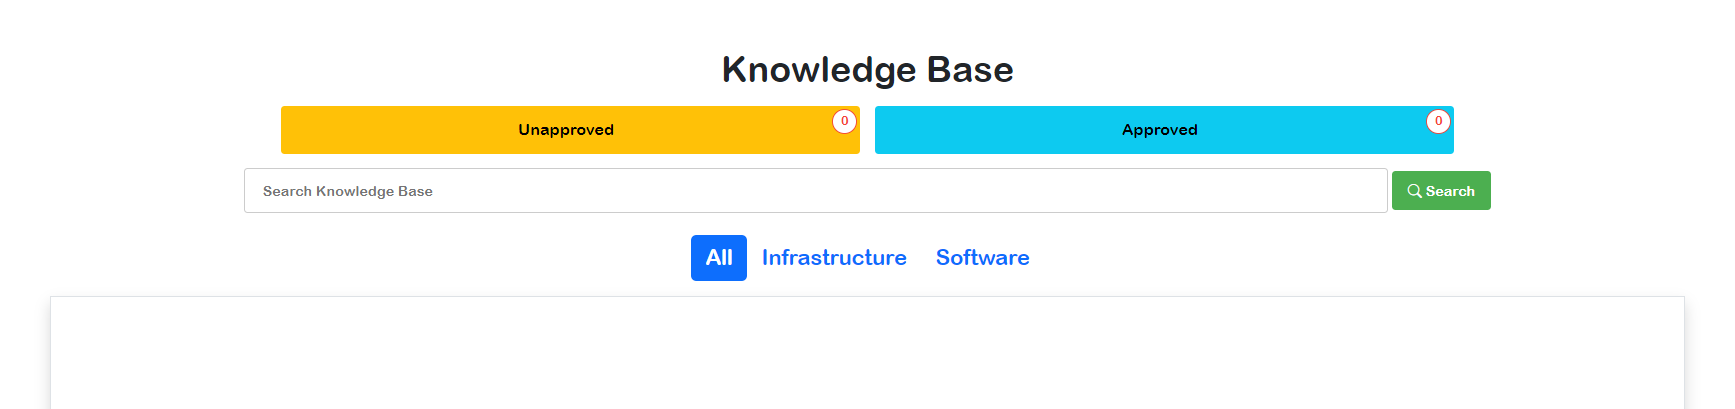 Knowledge Base
Unapproved 0 Approved 0
Search Knowledge Base Search
All Infrastructure Software